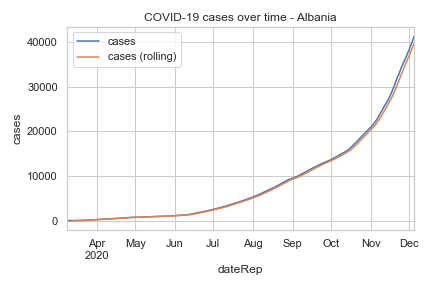 COVID-19 cases over time - Albania
cases
cases (rolling)
40000
30000
20000
10000
0
cases
Apr May Jun Jul Aug Sep Oct Nov Dec
2020
dateRep